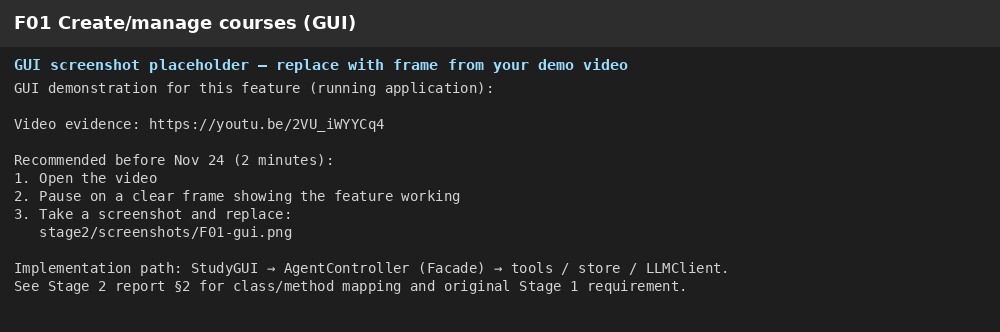 F01 Create/manage courses (GUI)
GUI screenshot placeholder — replace with frame from your demo video
GUI demonstration for this feature (running application):
Video evidence: https://youtu.be/2VU_iWYYCq4
Recommended before Nov 24 (2 minutes):
1. Open the video
2. Pause on a clear frame showing the feature working
3. Take a screenshot and replace:
stage2/screenshots/F01-gui.png
Implementation path: StudyGUI → AgentController (Facade) → tools / store / LLMClient.
See Stage 2 report §2 for class/method mapping and original Stage 1 requirement.